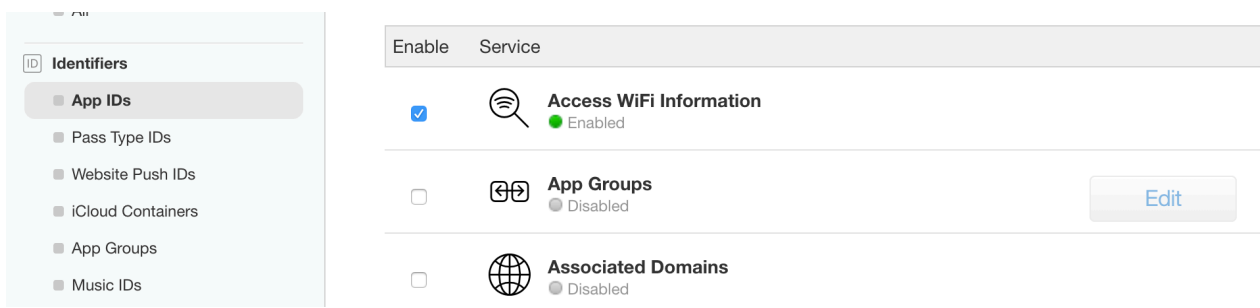 All
ID Identifiers
App IDs
Pass Type IDs
Website Push IDs
iCloud Containers
App Groups
Music IDs
Enable Service
Access WiFi Information
Enabled
App Groups
Disabled
Edit
Associated Domains
Disabled